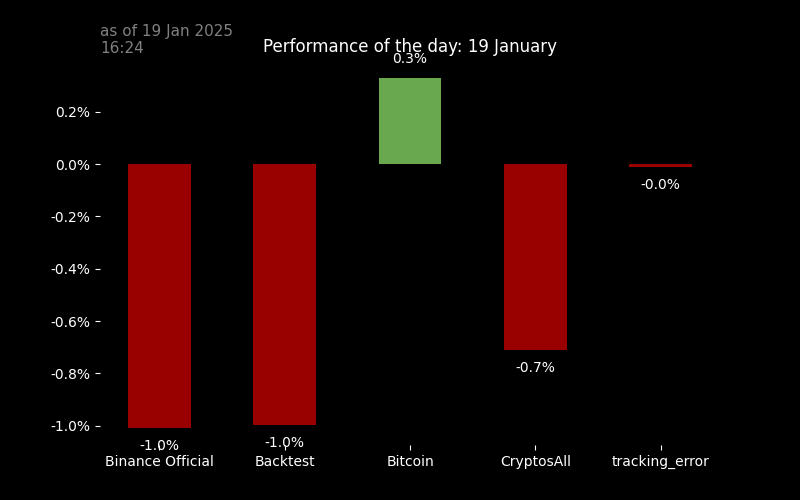 as of 19 Jan 2025
16:24
Performance of the day: 19 January
0.3%
0.2%
0.0%
-0.2%
-0.4%
-0.6%
-0.8%
-1.0%
-0.0%
-0.7%
-1.0%
-1.0%
Binance Official
Backtest
Bitcoin
CryptosAll
tracking_error